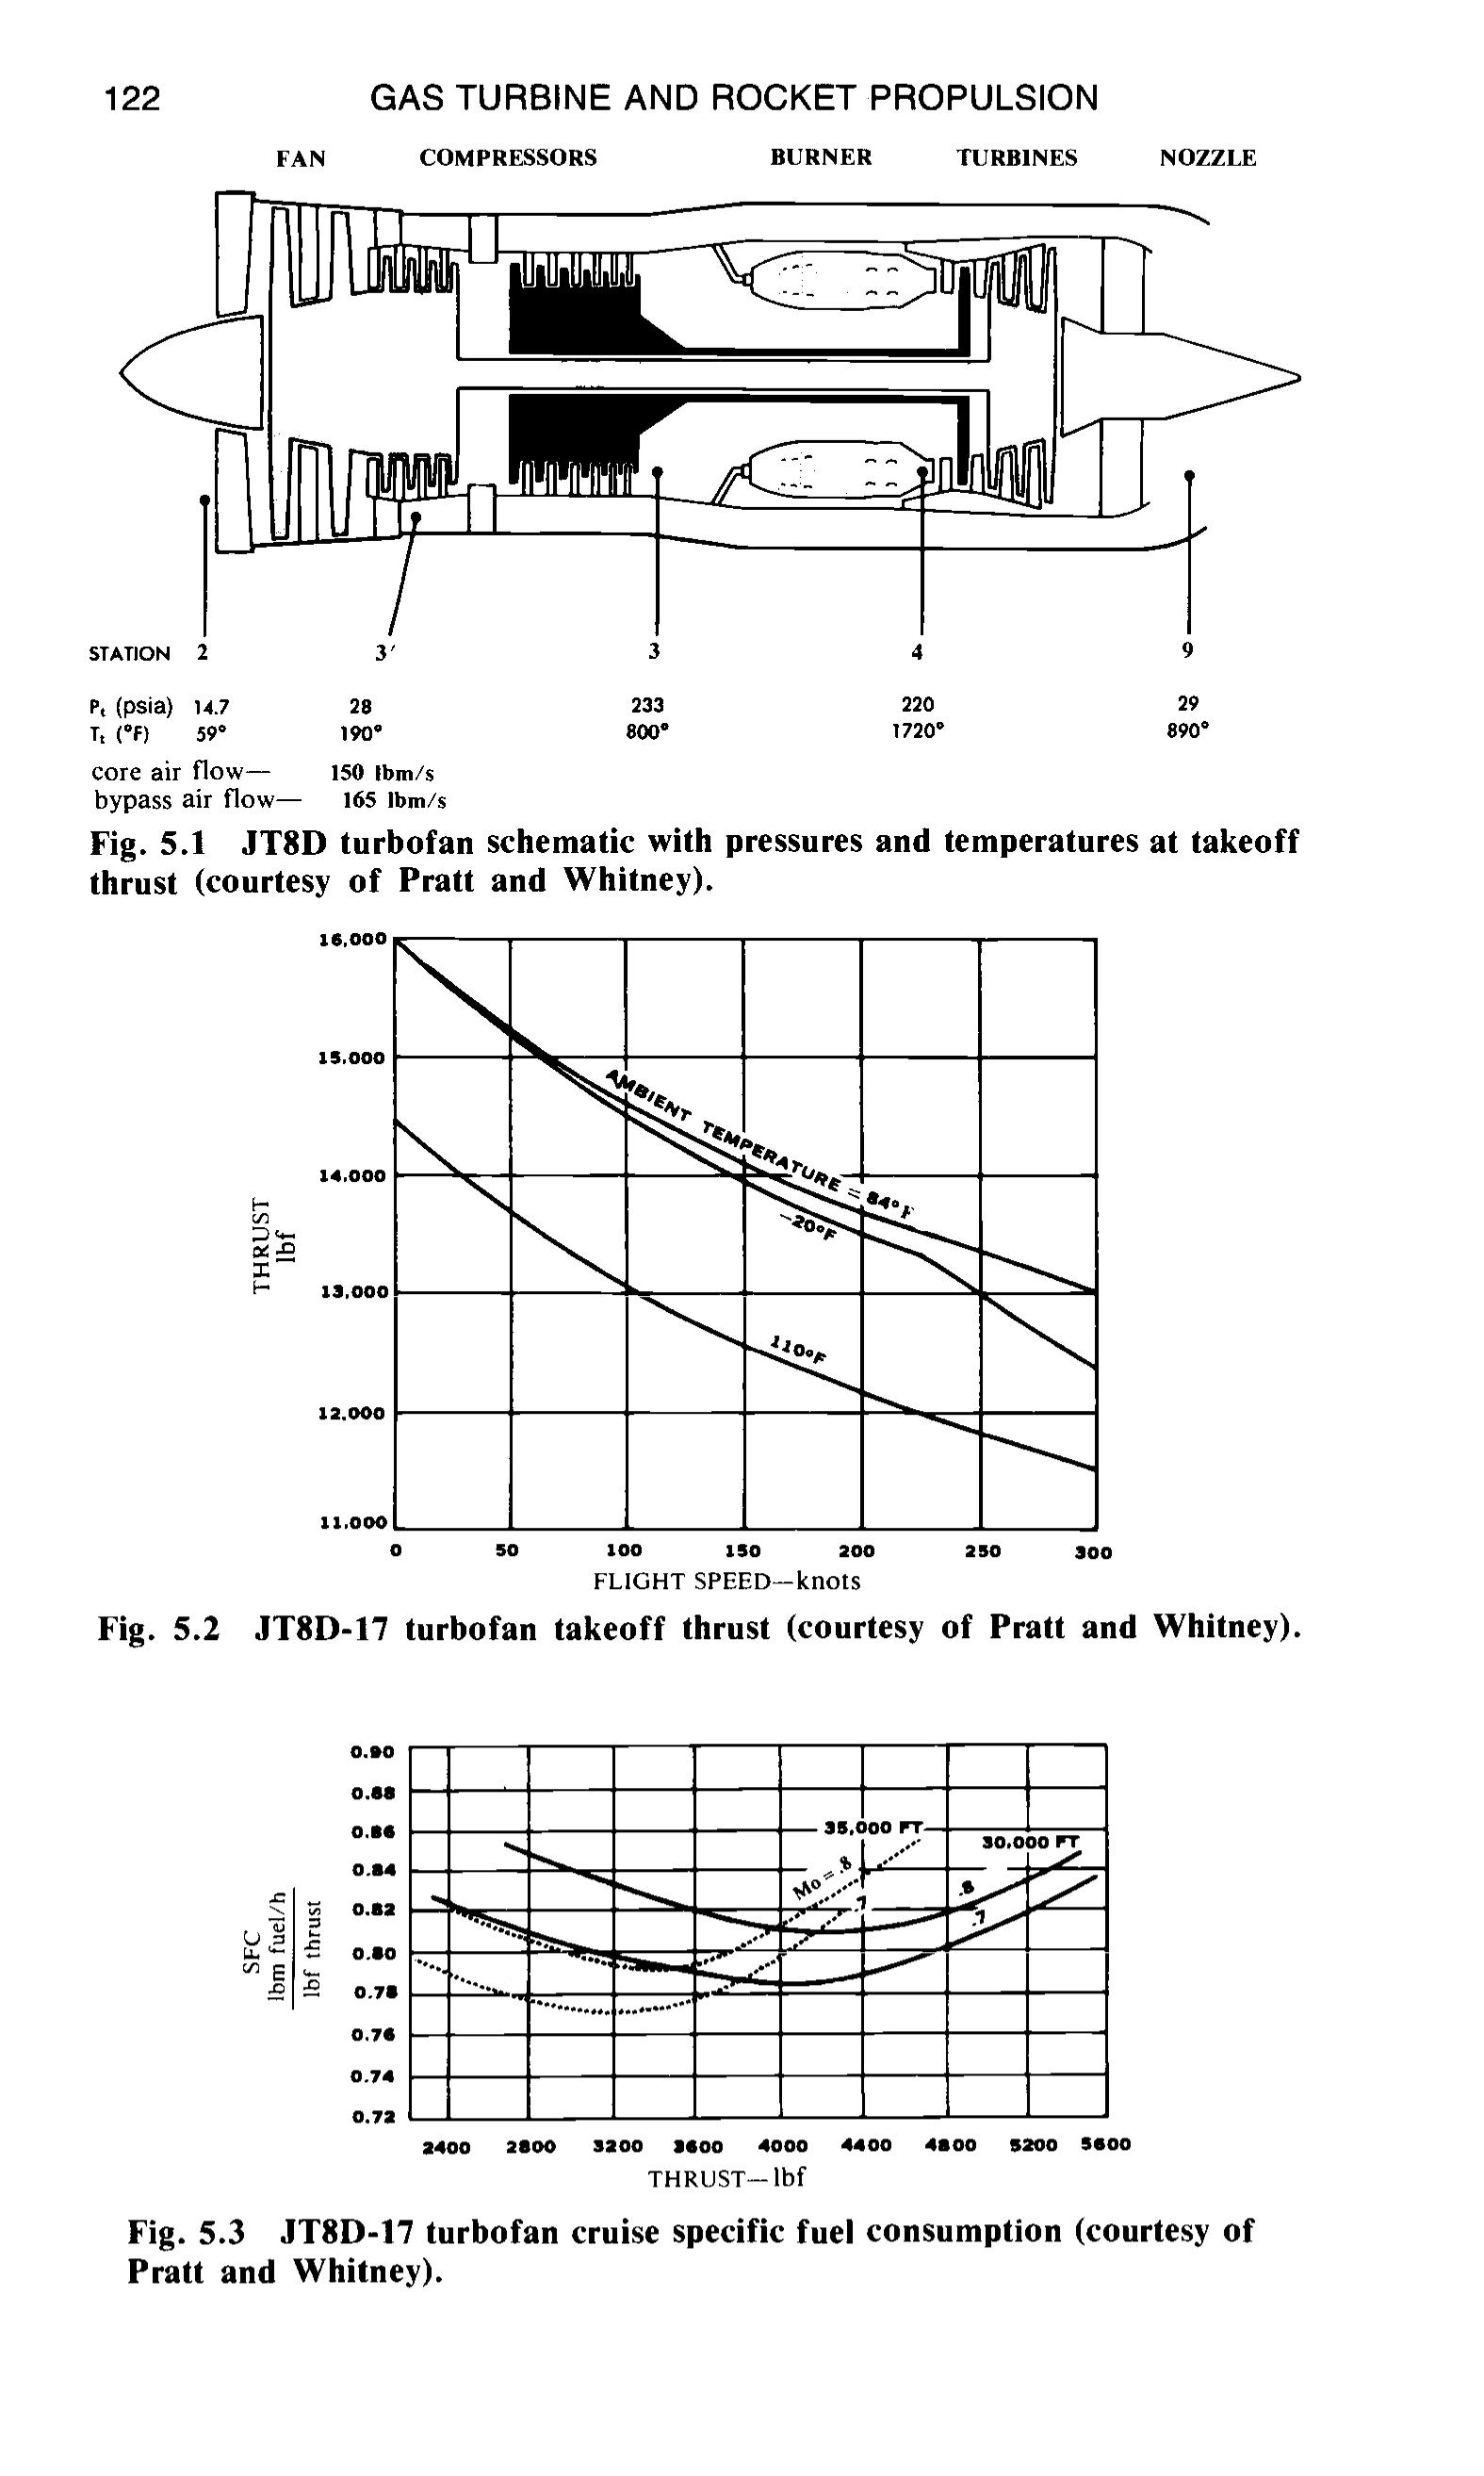 122 GAS TURBINE AND ROCKET PROPULSION
FAN COMPRESSORS BURNER TURBINES NOZZLE
STATION 2 3' 3 4 9
Pt (psia) 14.7 28 233 220 29
Tt (°F) 59° 190° 800° 1720° 890°
core air flow— 150 lbm/s
bypass air flow— 165 lbm/s
Fig. 5.1 JT8D turbofan schematic with pressures and temperatures at takeoff
thrust (courtesy of Pratt and Whitney).
16,000
15,000
14,000
13,000
12,000
11,000
THRUST
lbf
AMBIENT TEMPERATURE = 84°F
-20°F
110°F
0 50 100 150 200 250 300
FLIGHT SPEED—knots
Fig. 5.2 JT8D-17 turbofan takeoff thrust (courtesy of Pratt and Whitney).
0.90
0.88
0.86
0.84
0.82
0.80
0.78
0.76
0.74
0.72
SFC
lbm fuel/h
lbf thrust
35,000 FT
30,000 FT
Mo = .8
.7
.8
.7
2400 2800 3200 3600 4000 4400 4800 5200 5600
THRUST—lbf
Fig. 5.3 JT8D-17 turbofan cruise specific fuel consumption (courtesy of
Pratt and Whitney).